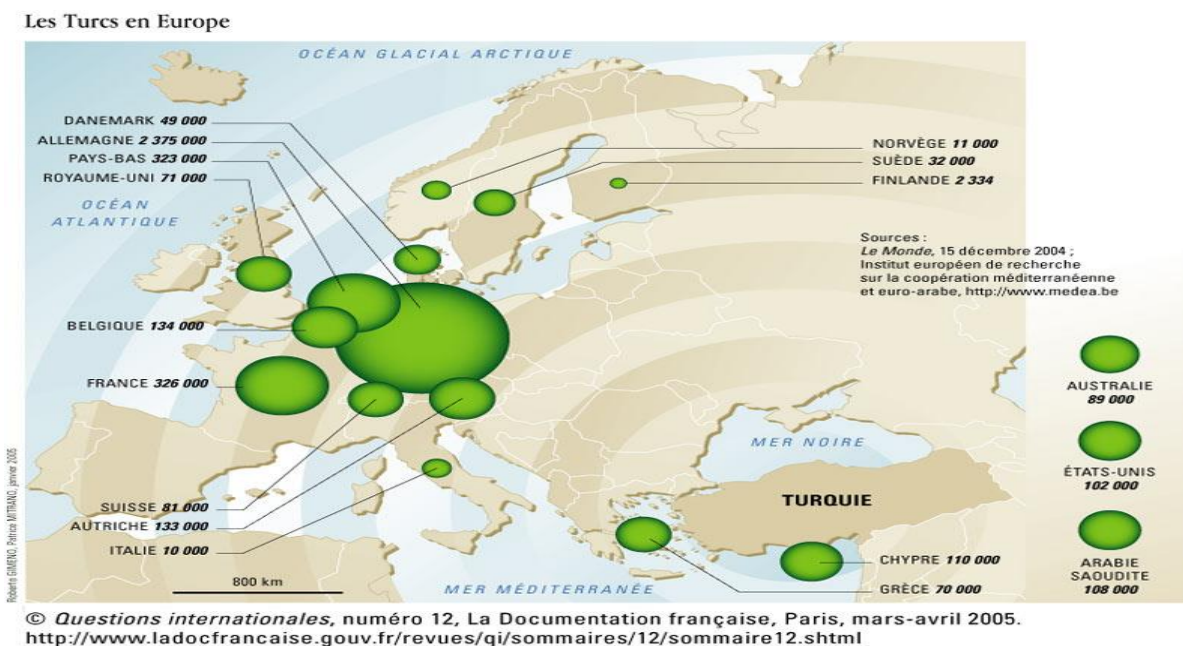 Les Turcs en Europe
OCÉAN GLACIAL ARCTIQUE
DANEMARK 49 000
ALLEMAGNE 2 375 000
PAYS-BAS 323 000
ROYAUME-UNI 71 000
OCÉAN
ATLANTIQUE
NORVÈGE 11 000
SUÈDE 32 000
FINLANDE 2 334
Sources :
Le Monde, 15 décembre 2004 ;
Institut européen de recherche
sur la coopération méditerranéenne
et euro-arabe, http://www.medea.be
BELGIQUE 134 000
FRANCE 326 000
AUSTRALIE
89 000
MER NOIRE
ÉTATS-UNIS
102 000
TURQUIE
SUISSE 81 000
AUTRICHE 133 000
ITALIE 10 000
CHYPRE 110 000
GRÈCE 70 000
ARABIE
SAOUDITE
108 000
800 km
MER MÉDITERRANÉE
Roberto GIMENO, Patrice MITRANO, janvier 2005
© Questions internationales, numéro 12, La Documentation française, Paris, mars-avril 2005.
http://www.ladocfrancaise.gouv.fr/revues/qi/sommaires/12/sommaire12.shtml